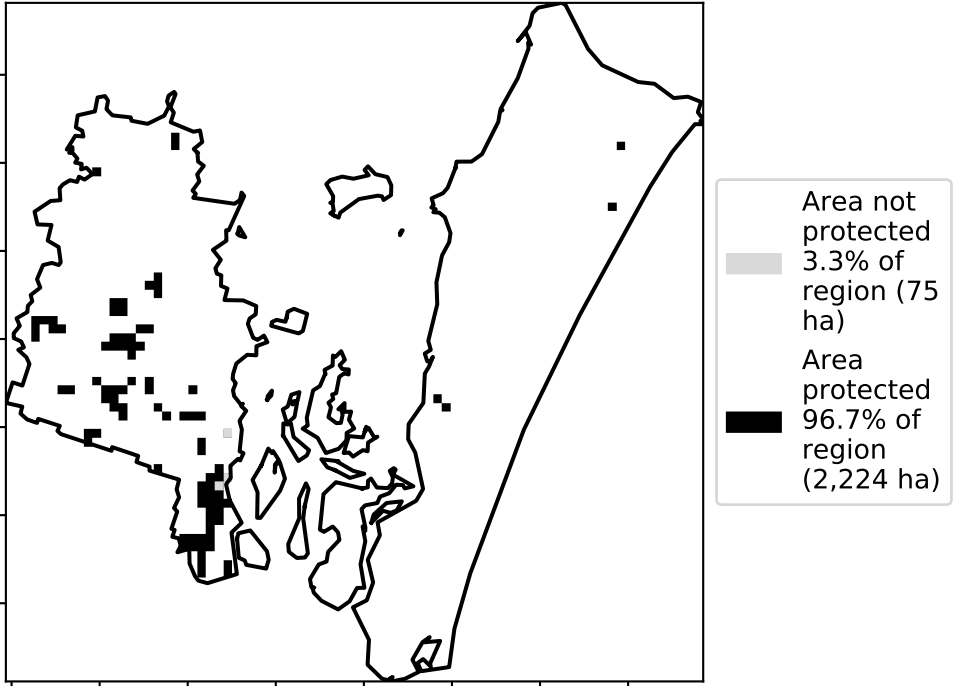 Area not
protected
3.3% of
region (75
ha)
Area
protected
96.7% of
region
(2,224 ha)